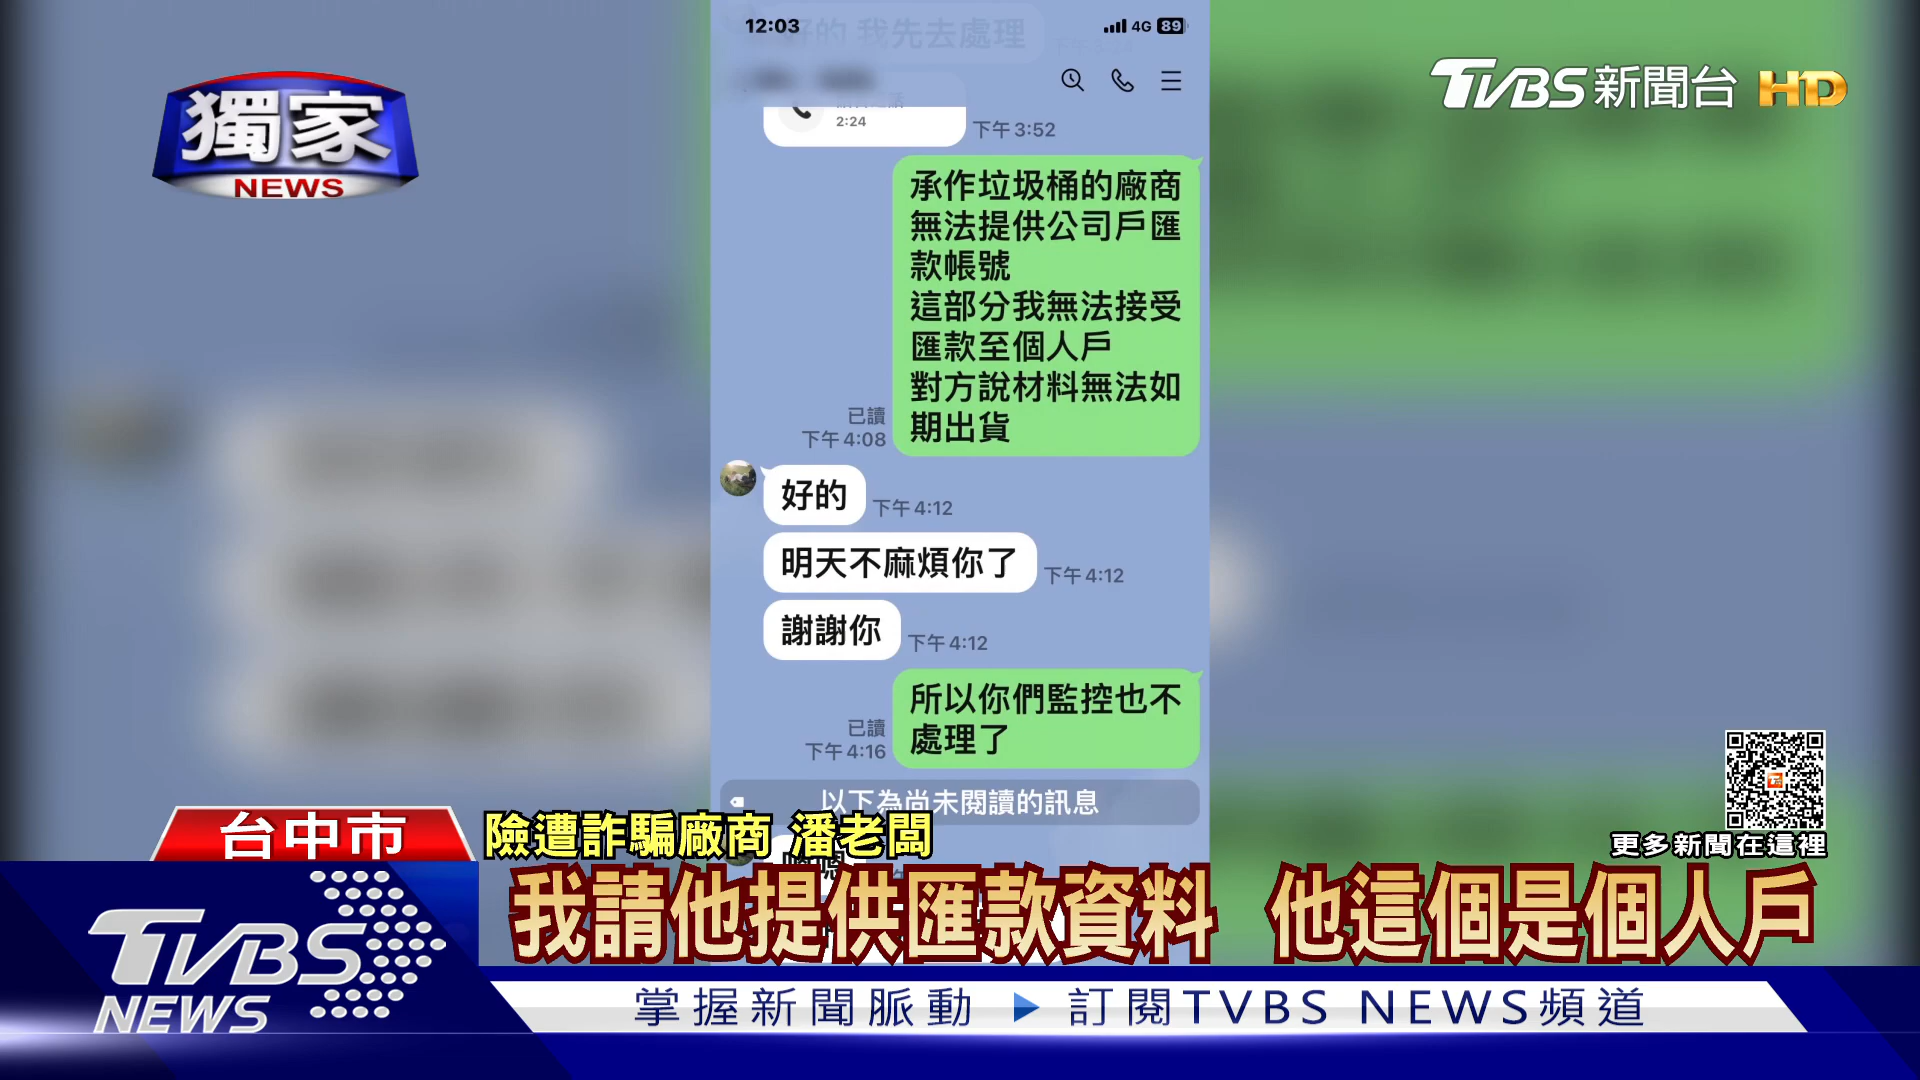 12:03
4G 89
好的 我先去處理
獨家
NEWS
TVBS新聞台 HD
2:24
下午3:52
承作垃圾桶的廠商
無法提供公司戶匯
款帳號
這部分我無法接受
匯款至個人戶
對方說材料無法如
期出貨
已讀
下午4:08
好的
下午4:12
明天不麻煩你了
下午4:12
謝謝你
下午4:12
所以你們監控也不
處理了
已讀
下午4:16
以下為尚未閱讀的訊息
更多新聞在這裡
台中市
險遭詐騙廠商 潘老闆
我請他提供匯款資料 他這個是個人戶
TVBS
NEWS
掌握新聞脈動 ▶ 訂閱TVBS NEWS頻道